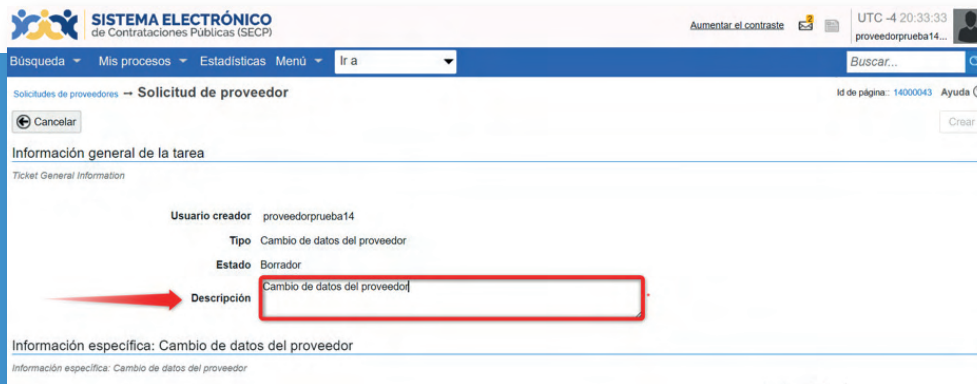 SISTEMA ELECTRÓNICO
de Contrataciones Públicas (SECP)
Aumentar el contraste
2
UTC -4 20:33:33
proveedorprueba14...
Búsqueda Mis procesos Estadísticas Menú Ir a
Buscar...
Solicitudes de proveedores → Solicitud de proveedor
Id de página:: 14000043 Ayuda
Cancelar
Crear
Información general de la tarea
Ticket General Information
Usuario creador proveedorprueba14
Tipo Cambio de datos del proveedor
Estado Borrador
Descripción Cambio de datos del proveedor
*
Información específica: Cambio de datos del proveedor
Información específica: Cambio de datos del proveedor